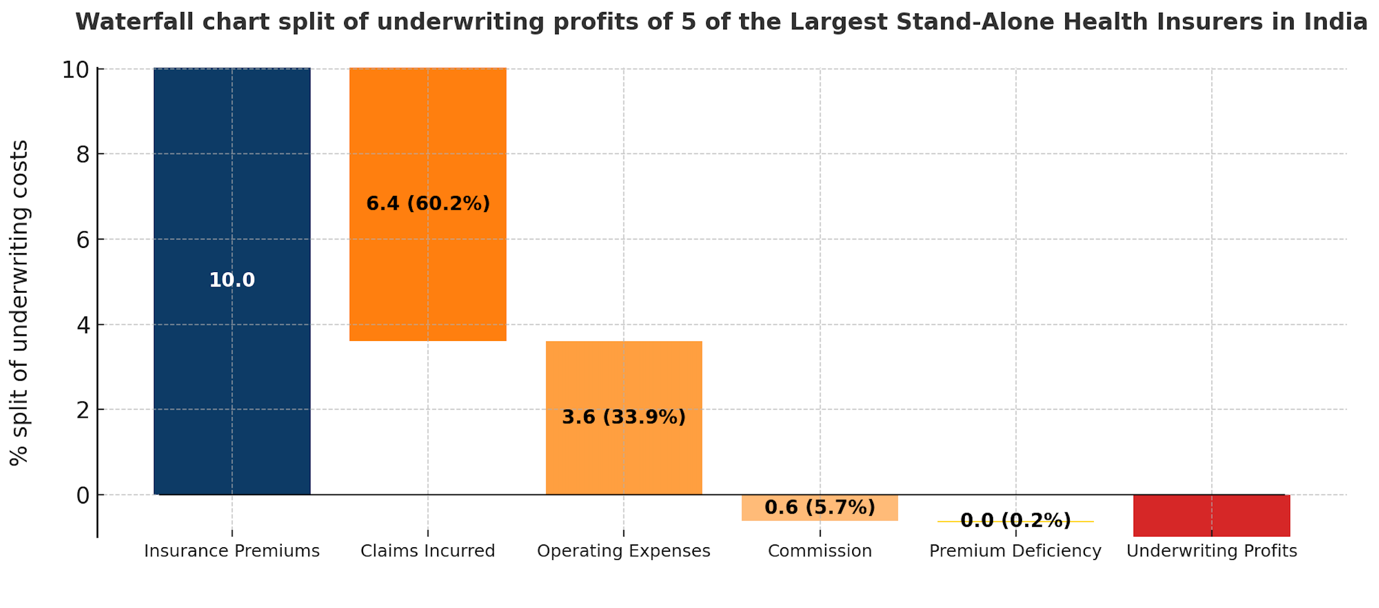 Waterfall chart split of underwriting profits of 5 of the Largest Stand-Alone Health Insurers in India
% split of underwriting costs
10
8
6
4
2
0
10.0
6.4 (60.2%)
3.6 (33.9%)
0.6 (5.7%)
0.0 (0.2%)
Insurance Premiums
Claims Incurred
Operating Expenses
Commission
Premium Deficiency
Underwriting Profits